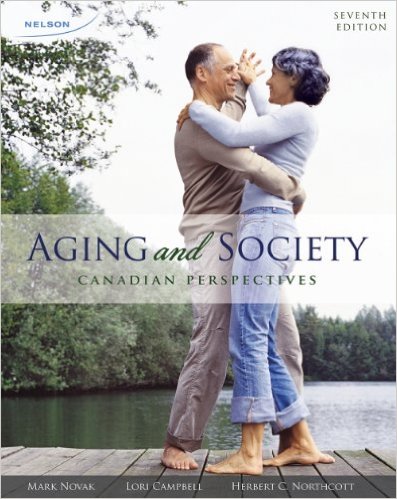 NELSON
SEVENTH
EDITION
AGING and SOCIETY
CANADIAN PERSPECTIVES
MARK NOVAK LORI CAMPBELL HERBERT C. NORTHCOTT